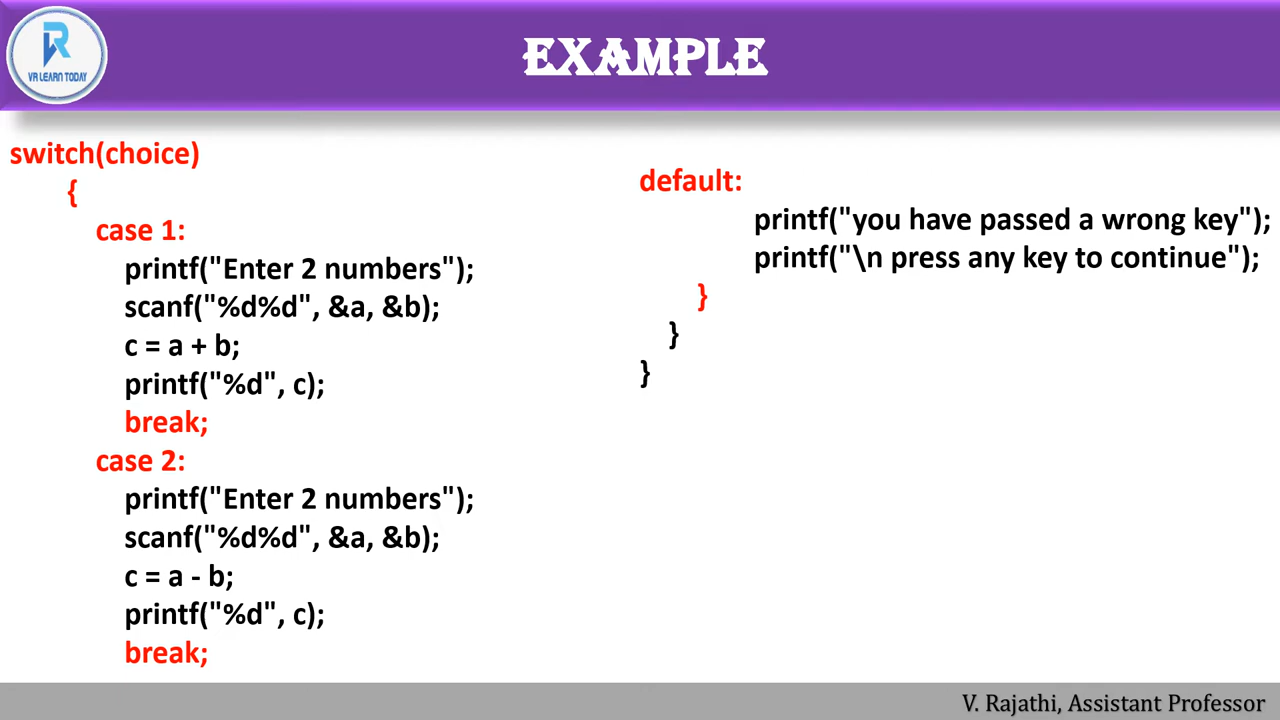 VR LEARN TODAY
EXAMPLE
switch(choice)
{
case 1:
printf("Enter 2 numbers");
scanf("%d%d", &a, &b);
c = a + b;
printf("%d", c);
break;
case 2:
printf("Enter 2 numbers");
scanf("%d%d", &a, &b);
c = a - b;
printf("%d", c);
break;
default:
printf("you have passed a wrong key");
printf("\n press any key to continue");
}
}
}
V. Rajathi, Assistant Professor